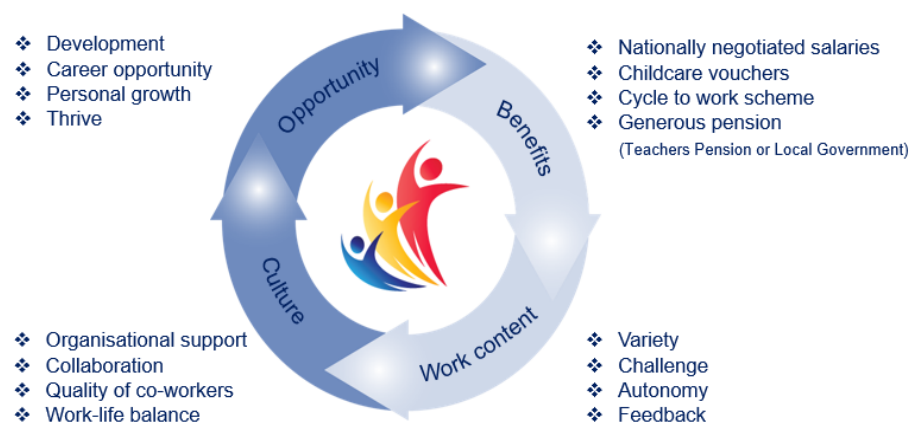 ❖ Development
❖ Career opportunity
❖ Personal growth
❖ Thrive
Opportunity
Benefits
❖ Nationally negotiated salaries
❖ Childcare vouchers
❖ Cycle to work scheme
❖ Generous pension
(Teachers Pension or Local Government)
Culture
Work content
❖ Organisational support
❖ Collaboration
❖ Quality of co-workers
❖ Work-life balance
❖ Variety
❖ Challenge
❖ Autonomy
❖ Feedback